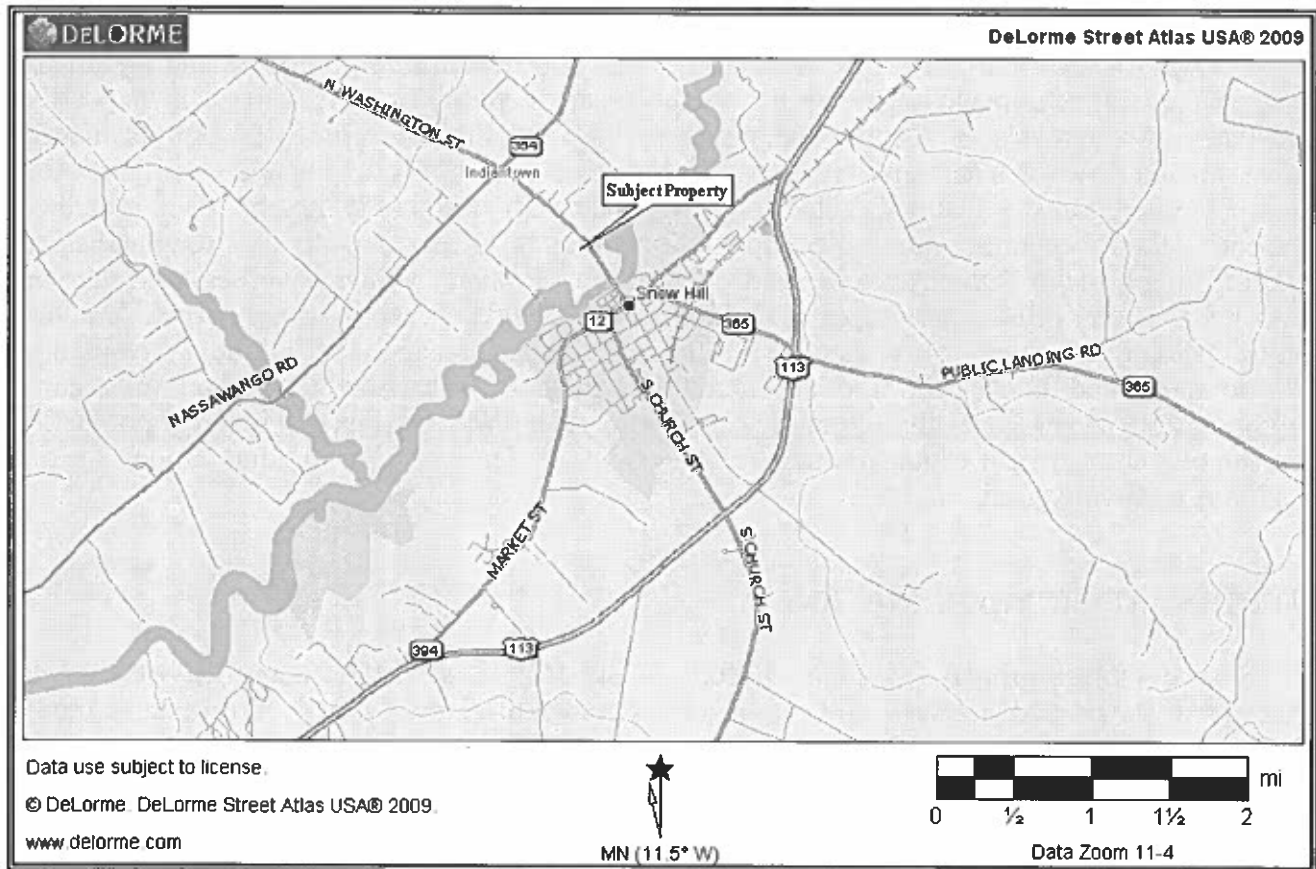 DELORME
DeLorme Street Atlas USA® 2009
N. WASHINGTON ST
364
Indiantown
Subject Property
Snow Hill
12
365
113
PUBLIC LANDING RD
365
NASSAWANGO RD
S. CHURCH ST
MARKET ST
S. CHURCH ST
394
113
Data use subject to license.
© DeLorme. DeLorme Street Atlas USA® 2009.
www.delorme.com
MN (11.5° W)
mi
0 ½ 1 1½ 2
Data Zoom 11-4